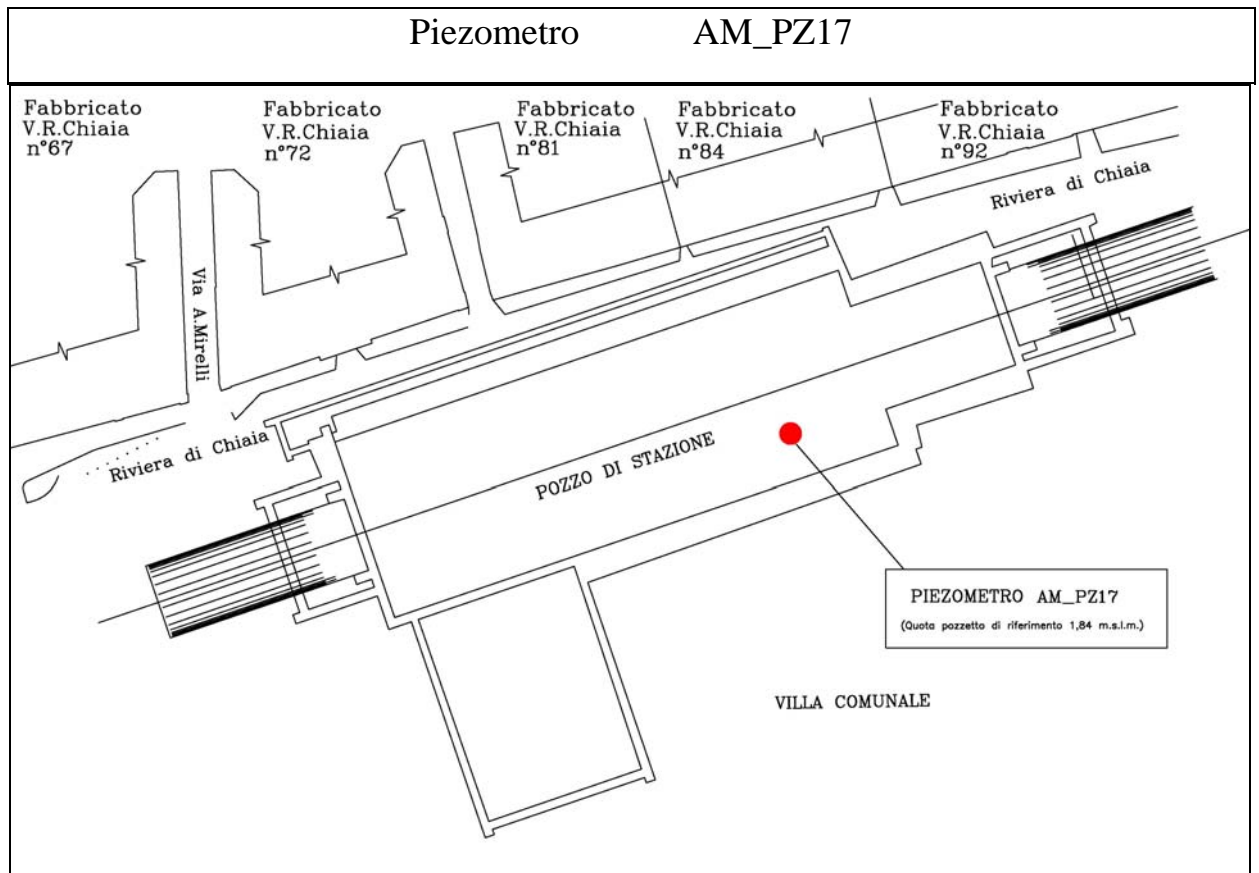 Piezometro AM_PZ17
Fabbricato
V.R.Chiaia
n°67
Fabbricato
V.R.Chiaia
n°72
Fabbricato
V.R.Chiaia
n°81
Fabbricato
V.R.Chiaia
n°84
Fabbricato
V.R.Chiaia
n°92
Riviera di Chiaia
Via A.Mirelli
Riviera di Chiaia
POZZO DI STAZIONE
PIEZOMETRO AM_PZ17
(Quota pozzetto di riferimento 1,84 m.s.l.m.)
VILLA COMUNALE